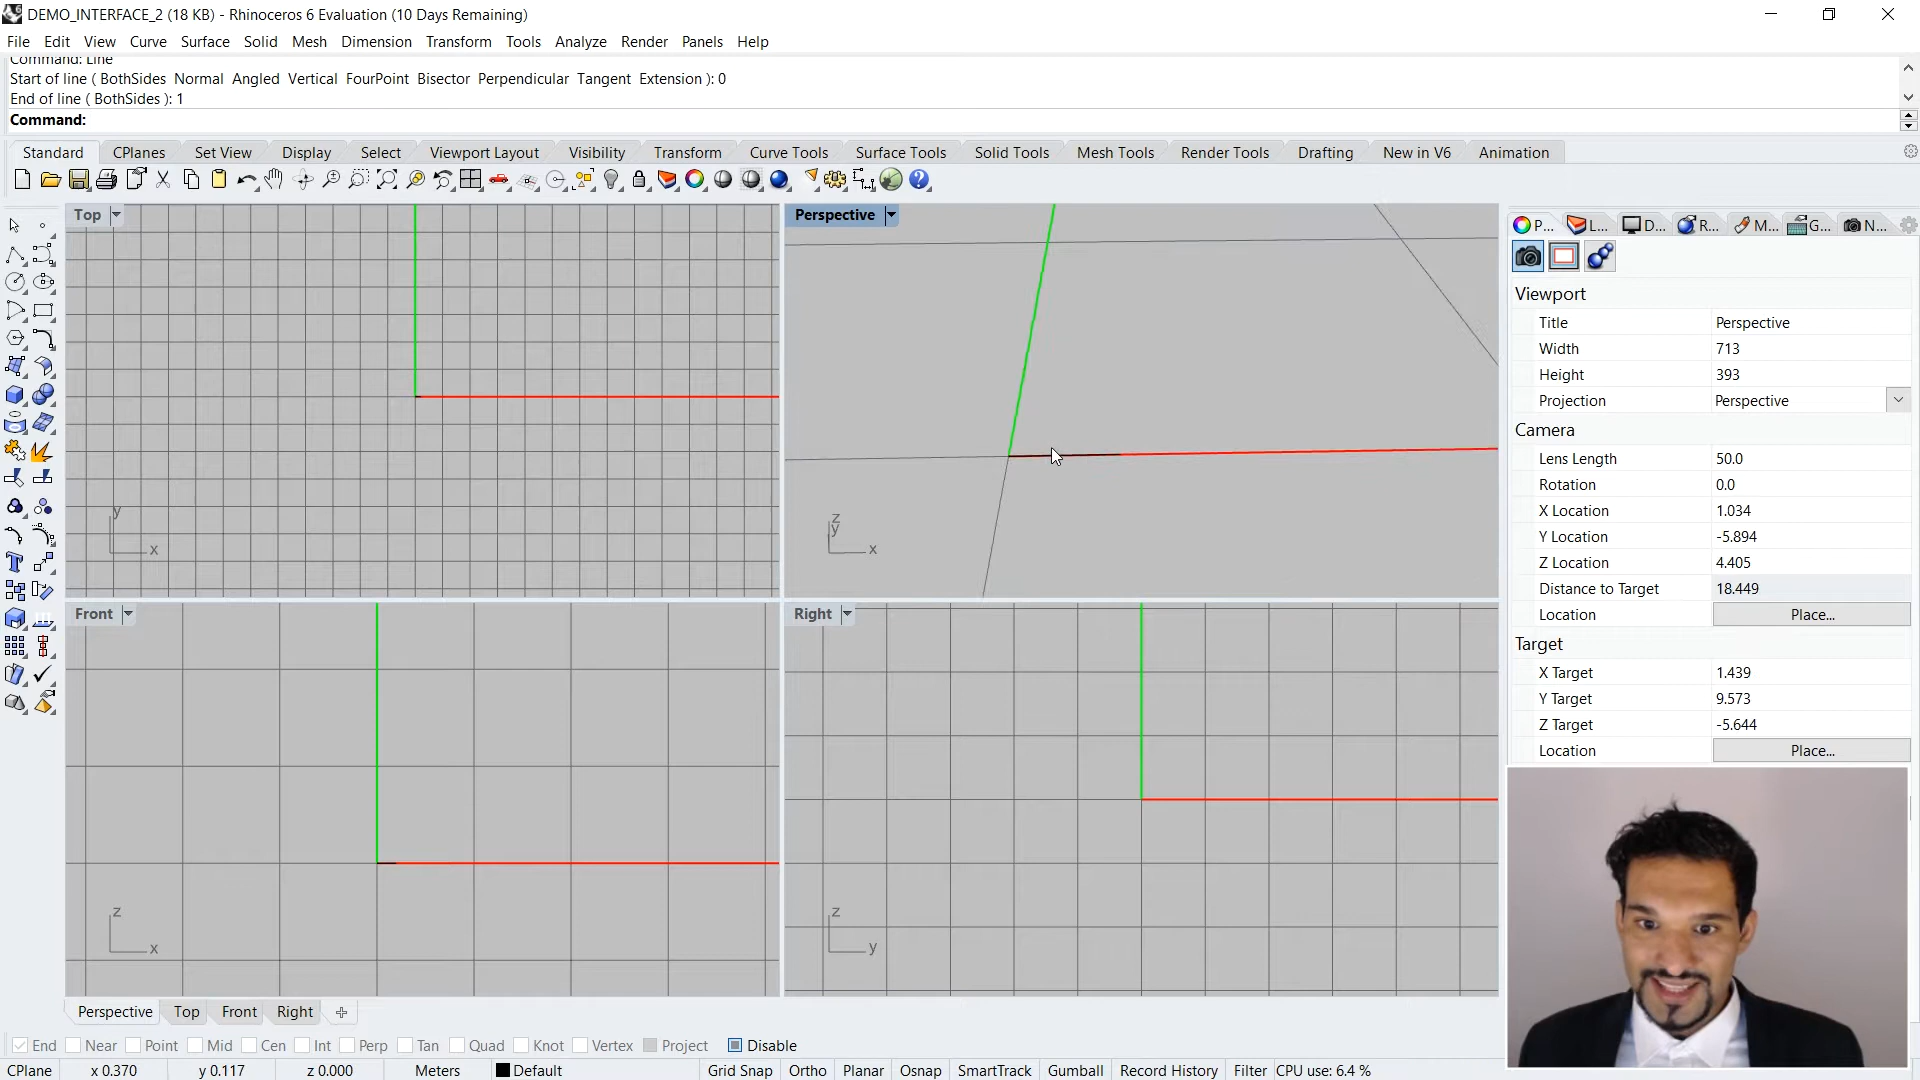 DEMO_INTERFACE_2 (18 KB) - Rhinoceros 6 Evaluation (10 Days Remaining)
File Edit View Curve Surface Solid Mesh Dimension Transform Tools Analyze Render Panels Help
Command: Line
Start of line ( BothSides Normal Angled Vertical FourPoint Bisector Perpendicular Tangent Extension ): 0
End of line ( BothSides ): 1
Command:
Standard CPlanes Set View Display Select Viewport Layout Visibility Transform Curve Tools Surface Tools Solid Tools Mesh Tools Render Tools Drafting New in V6 Animation
Top
y
x
Perspective
z
y
x
Front
z
x
Right
z
y
P... L... D... R... M... G... N...
Viewport
Title Perspective
Width 713
Height 393
Projection Perspective
Camera
Lens Length 50.0
Rotation 0.0
X Location 1.034
Y Location -5.894
Z Location 4.405
Distance to Target 18.449
Location Place...
Target
X Target 1.439
Y Target 9.573
Z Target -5.644
Location Place...
Perspective Top Front Right
End Near Point Mid Cen Int Perp Tan Quad Knot Vertex Project Disable
CPlane x 0.370 y 0.117 z 0.000 Meters Default Grid Snap Ortho Planar Osnap SmartTrack Gumball Record History Filter CPU use: 6.4 %